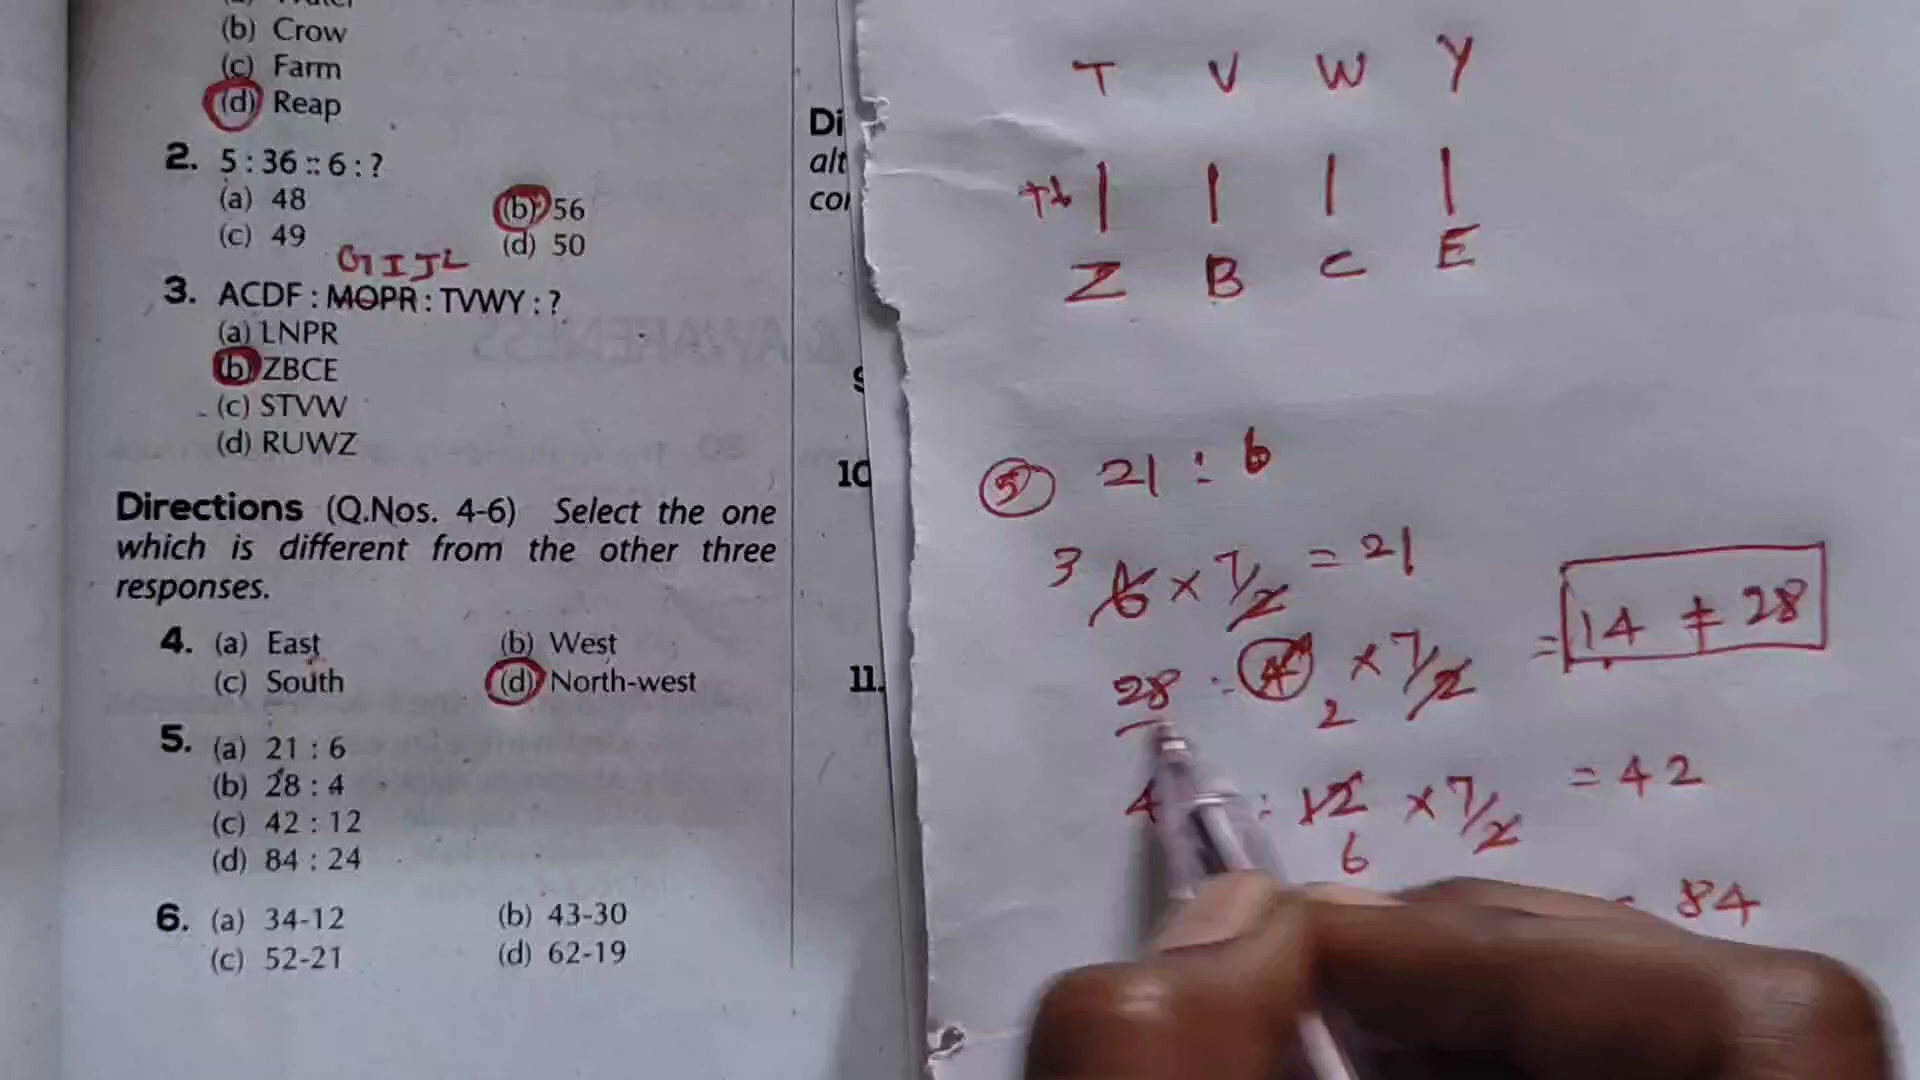 (b) Crow
(c) Farm
(d) Reap
2. 5 : 36 :: 6 : ?
(a) 48
(b) 56
(c) 49
(d) 50
GIJL
3. ACDF : MOPR : TVWY : ?
(a) LNPR
(b) ZBCE
(c) STVW
(d) RUWZ
Directions (Q.Nos. 4-6) Select the one
which is different from the other three
responses.
4. (a) East
(b) West
(c) South
(d) North-west
5. (a) 21 : 6
(b) 28 : 4
(c) 42 : 12
(d) 84 : 24
6. (a) 34-12
(b) 43-30
(c) 52-21
(d) 62-19
Di
alt
10
11.
T V W Y
+6
Z B C E
5 21 : 6
3 6 × 7/2 = 21
28 : 4 × 7/2 = 14 ≠ 28
2
4 : 12 × 7/2 = 42
6
= 84